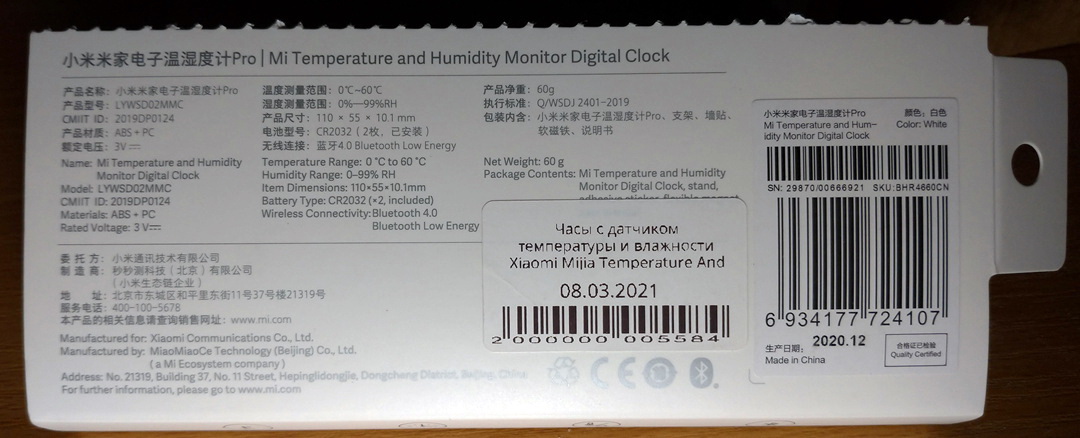 小米米家电子温湿度计Pro | Mi Temperature and Humidity Monitor Digital Clock
产品名称: 小米米家电子温湿度计Pro
产品型号: LYWSD02MMC
CMIIT ID: 2019DP0124
产品材质: ABS + PC
额定电压: 3V⎓
Name: Mi Temperature and Humidity
Monitor Digital Clock
Model: LYWSD02MMC
CMIIT ID: 2019DP0124
Materials: ABS + PC
Rated Voltage: 3 V⎓
温度测量范围: 0℃~60℃
湿度测量范围: 0%—99%RH
产品尺寸: 110 × 55 × 10.1 mm
电池型号: CR2032（2枚，已安装）
无线连接: 蓝牙4.0 Bluetooth Low Energy
Temperature Range: 0 °C to 60 °C
Humidity Range: 0–99% RH
Item Dimensions: 110×55×10.1mm
Battery Type: CR2032 (×2, included)
Wireless Connectivity: Bluetooth 4.0
Bluetooth Low Energy
产品净重: 60g
执行标准: Q/WSDJ 2401-2019
包装内含: 小米米家电子温湿度计Pro、支架、墙贴、
软磁铁、说明书
Net Weight: 60 g
Package Contents: Mi Temperature and Humidity
Monitor Digital Clock, stand,
adhesive sticker, flexible magnet
委 托 方: 小米通讯技术有限公司
制 造 商: 秒秒测科技（北京）有限公司
（小米生态链企业）
地 址: 北京市东城区和平里东街11号37号楼21319号
服务电话: 400-100-5678
本产品的相关信息请查询销售网址: www.mi.com
Manufactured for: Xiaomi Communications Co., Ltd.
Manufactured by: MiaoMiaoCe Technology (Beijing) Co., Ltd.
( a Mi Ecosystem company )
Address: No. 21319, Building 37, No. 11 Street, Hepinglidongjie, Dongcheng District, Beijing, China
For further information, please go to www.mi.com
Часы с датчиком
температуры и влажности
Xiaomi Mijia Temperature And
08.03.2021
2 000000 005584
小米米家电子温湿度计Pro
颜色: 白色
Mi Temperature and Hum-
idity Monitor Digital Clock
Color: White
SN: 29870/00666921 SKU:BHR4660CN
6 934177 724107
生产日期: 2020.12
Made in China
合格证已检验
Quality Certified